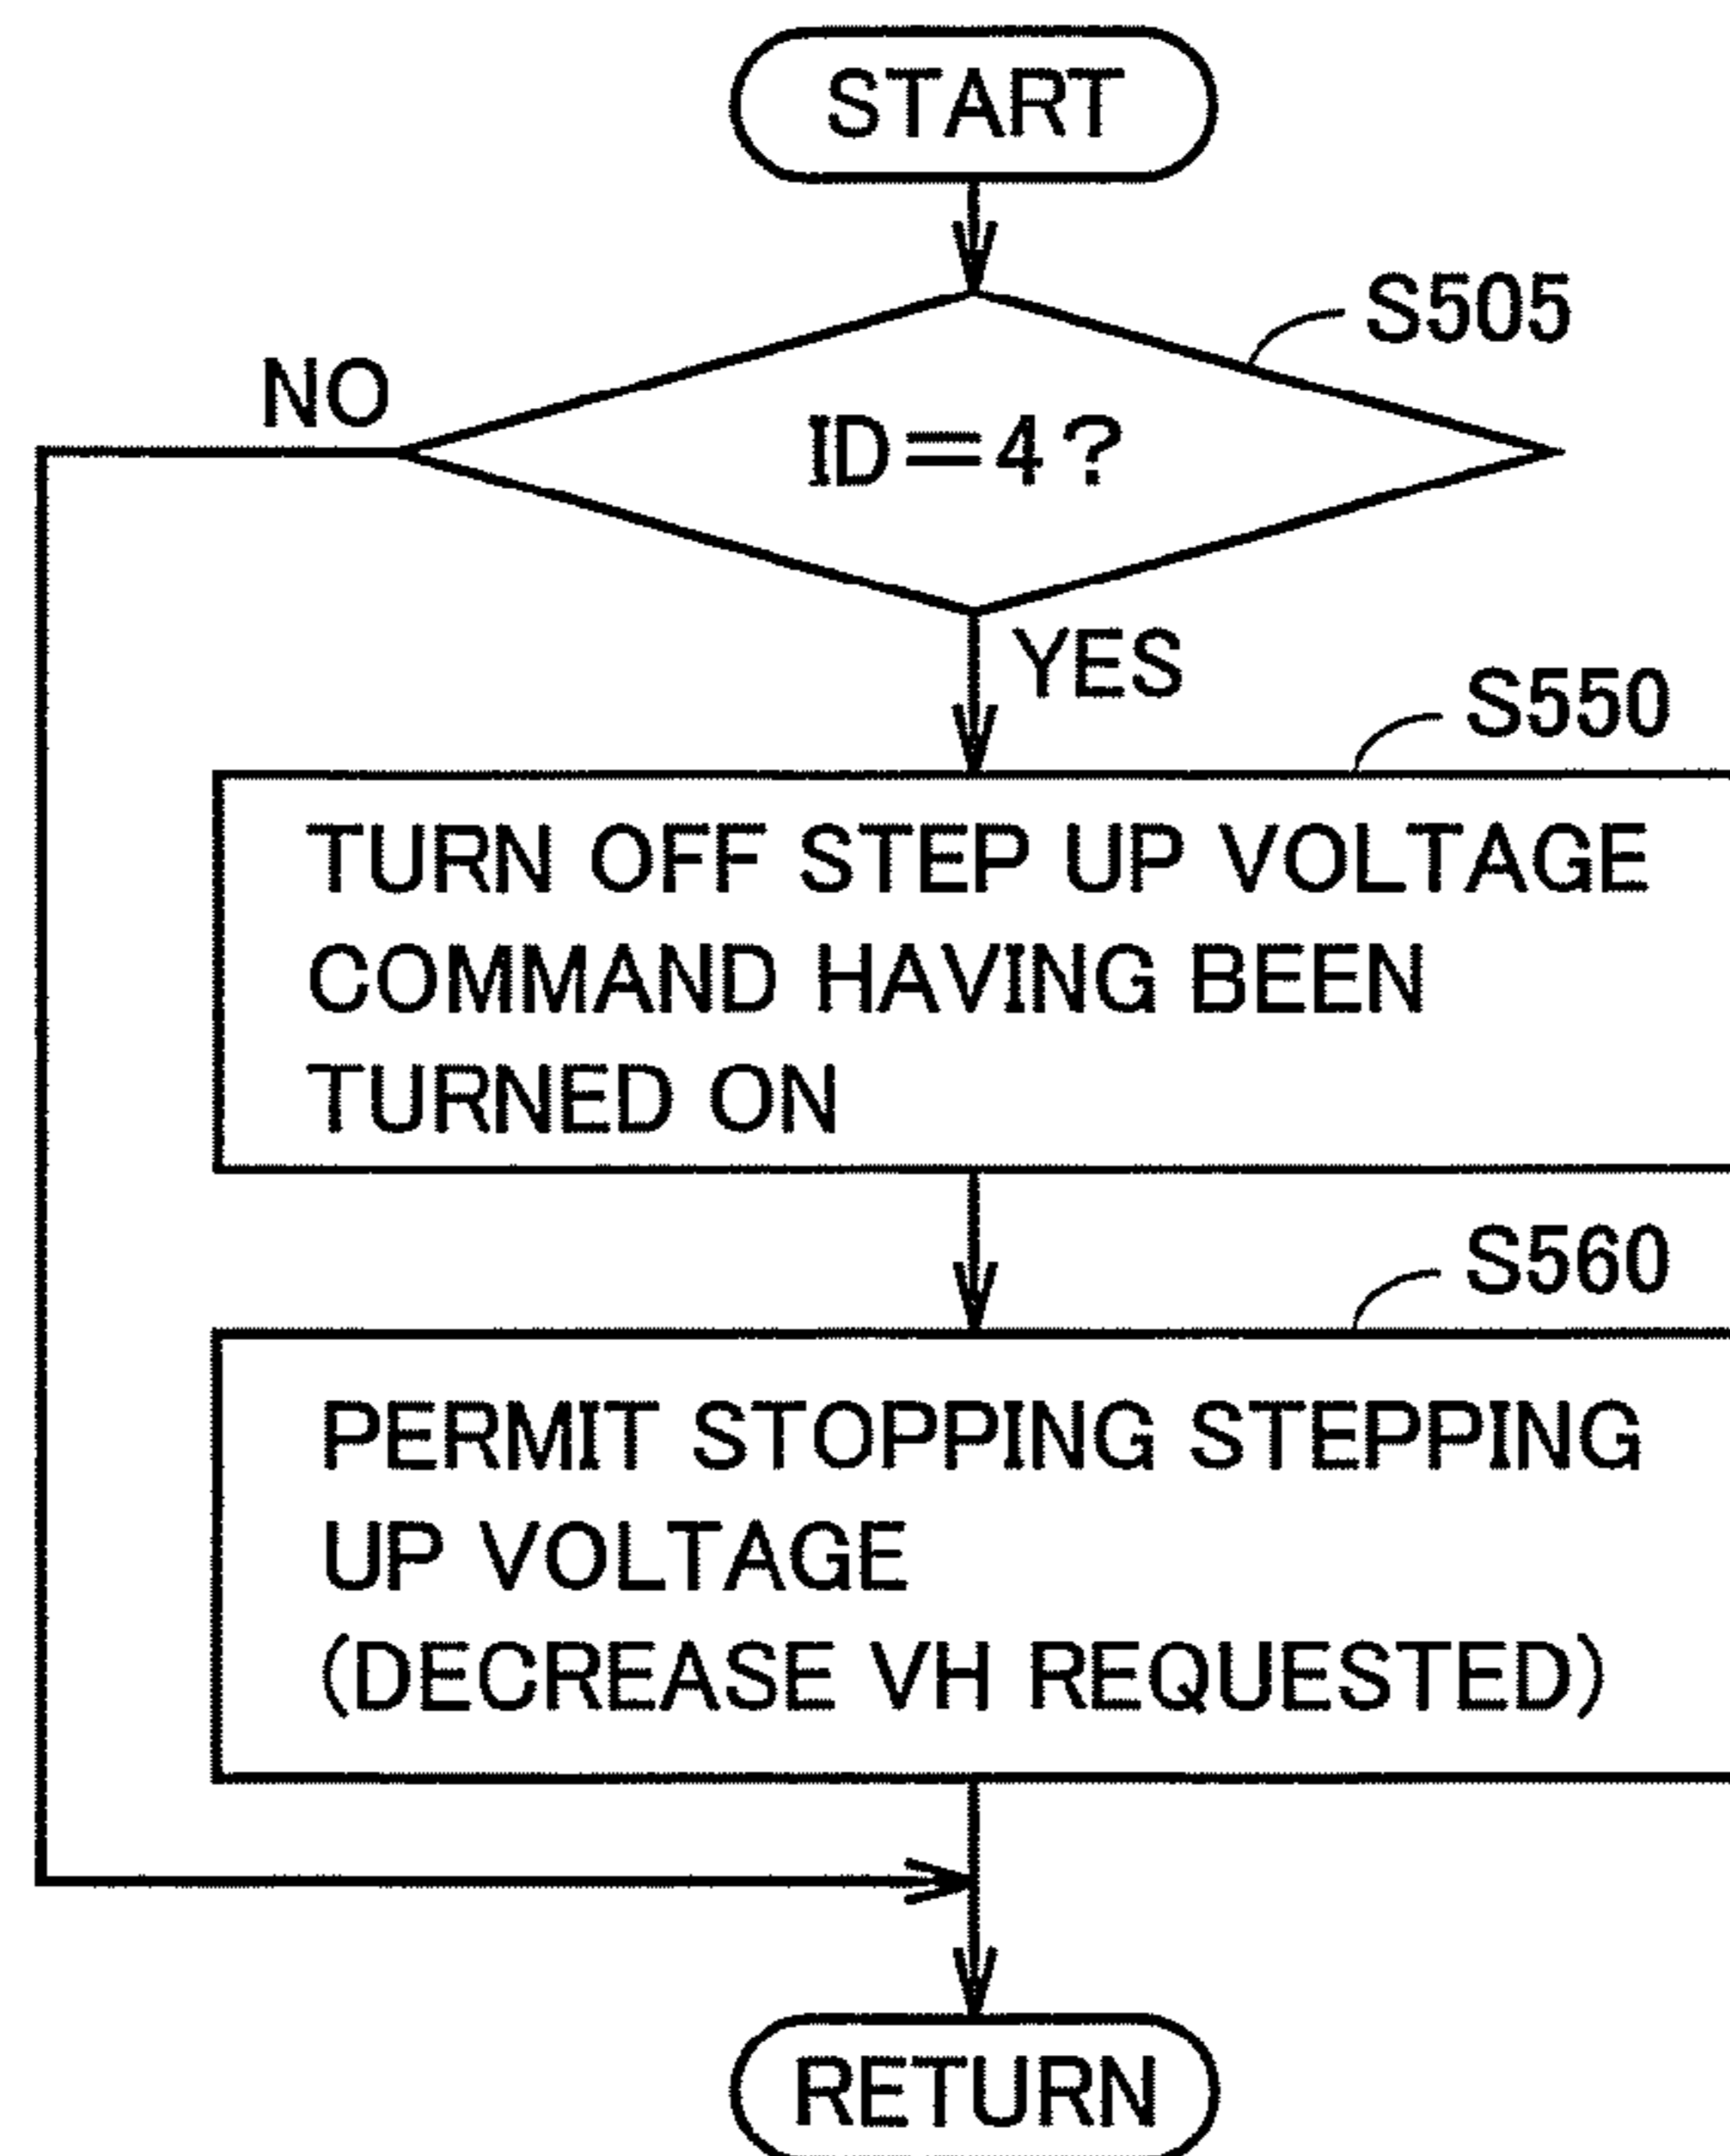 START
S505
NO
ID=4?
YES
S550
TURN OFF STEP UP VOLTAGE
COMMAND HAVING BEEN
TURNED ON
S560
PERMIT STOPPING STEPPING
UP VOLTAGE
(DECREASE VH REQUESTED)
RETURN